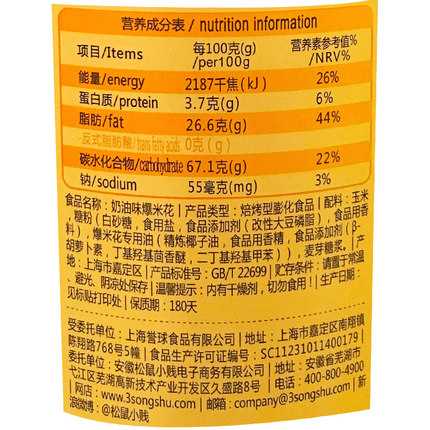 营养成分表 / nutrition information
项目/Items 每100克(g)/per100g 营养素参考值%/NRV%
能量/energy 2187千焦(kJ) 26%
蛋白质/protein 3.7克(g) 6%
脂肪/fat 26.6克(g) 44%
-反式脂肪酸/trans fatty acids 0克(g)
碳水化合物/carbohydrate 67.1克(g) 22%
钠/sodium 55毫克(mg) 3%
食品名称：奶油味爆米花 | 产品类型：焙烤型膨化食品 | 配料：玉米
，糖粉（白砂糖，食用盐，食品添加剂（改性大豆磷脂），食品用香
料），爆米花专用油（精炼椰子油，食品用香精，食品添加剂（β-
胡萝卜素，丁基羟基茴香醚，二丁基羟基甲苯）），麦芽糖浆。|
地：上海市嘉定区 | 产品标准号：GB/T 22699 | 贮存条件：请置于常温
、避光、阴凉处保存 | 温馨提示：内有干燥剂，切勿食用！| 生产日期：
见标贴打印处 | 保质期：180天
受委托单位：上海誉球食品有限公司 | 地址：上海市嘉定区南翔镇
陈翔路768号5幢 | 食品生产许可证编号：SC11231011400179 |
委托单位：安徽松鼠小贱电子商务有限公司 | 地址：安徽省芜湖市
弋江区芜湖高新技术产业开发区久盛路8号 | 电话：400-800-4900
| 网址：www.3songshu.com | 邮箱：company@3songshu.com |
新浪微博：@松鼠小贱